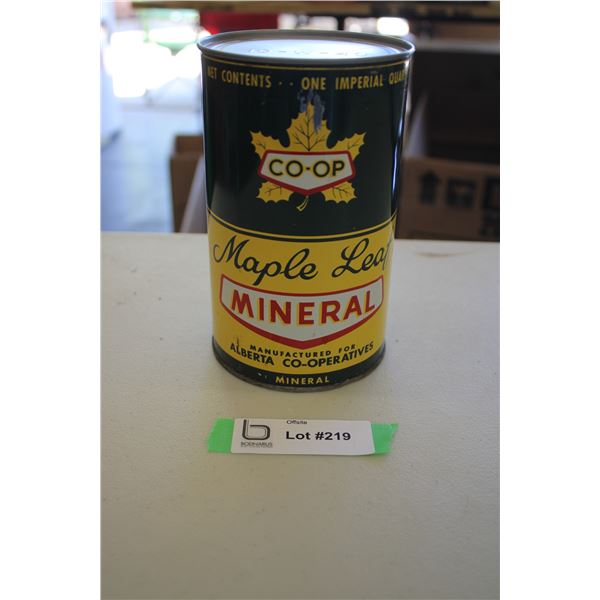 NET CONTENTS · · ONE IMPERIAL QUART
CO-OP
Maple Leaf
MINERAL
MANUFACTURED FOR
ALBERTA CO-OPERATIVES
MINERAL
Offsite
Lot #219
BODNARUS